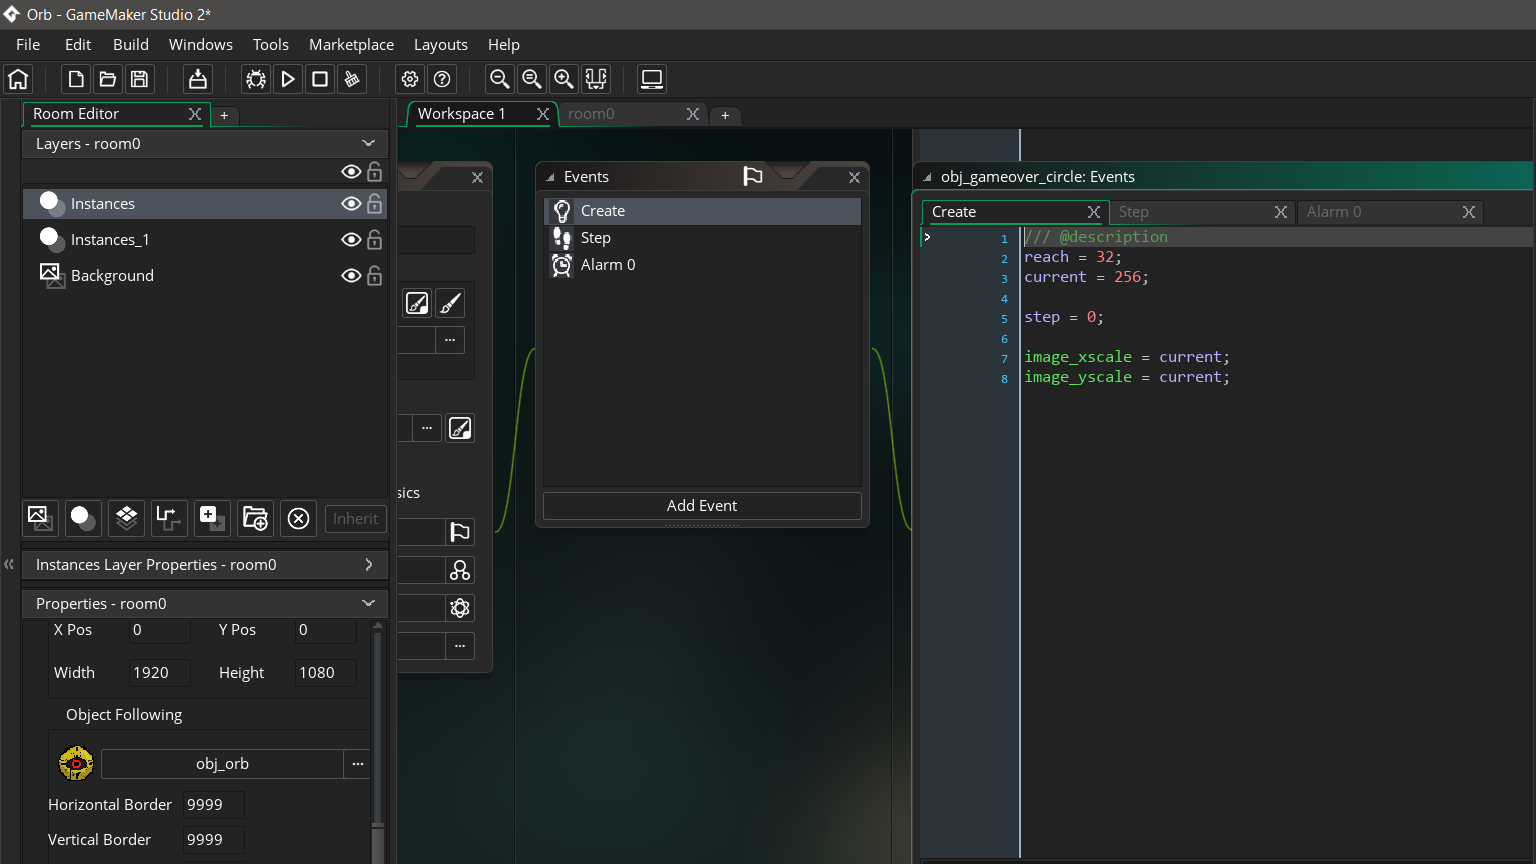 Orb - GameMaker Studio 2*
File Edit Build Windows Tools Marketplace Layouts Help
Room Editor
+
Workspace 1
room0
+
Layers - room0
Instances
Instances_1
Background
Inherit
Instances Layer Properties - room0
Properties - room0
X Pos 0 Y Pos 0
Width 1920 Height 1080
Object Following
obj_orb ...
Horizontal Border 9999
Vertical Border 9999
...
...
sics
...
Events
Create
Step
Alarm 0
Add Event
obj_gameover_circle: Events
Create Step Alarm 0
1 /// @description
2 reach = 32;
3 current = 256;
4
5 step = 0;
6
7 image_xscale = current;
8 image_yscale = current;